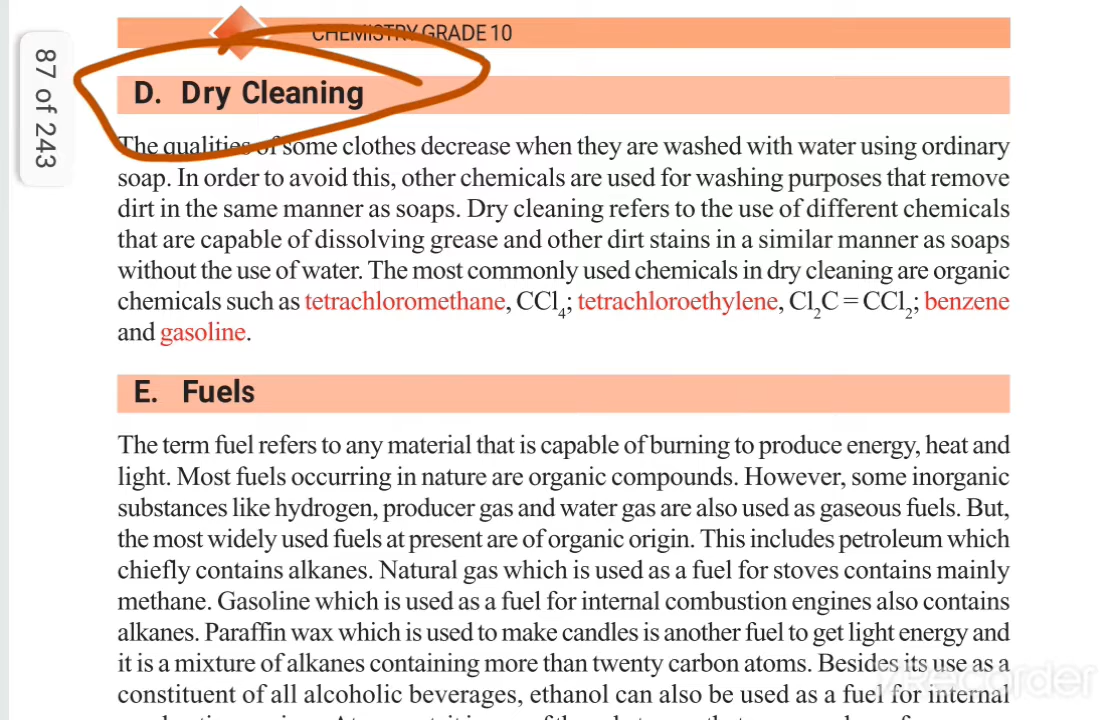 CHEMISTRY GRADE 10
87 of 243
D. Dry Cleaning
The qualities of some clothes decrease when they are washed with water using ordinary
soap. In order to avoid this, other chemicals are used for washing purposes that remove
dirt in the same manner as soaps. Dry cleaning refers to the use of different chemicals
that are capable of dissolving grease and other dirt stains in a similar manner as soaps
without the use of water. The most commonly used chemicals in dry cleaning are organic
chemicals such as tetrachloromethane, CCl₄; tetrachloroethylene, Cl₂C = CCl₂; benzene
and gasoline.
E. Fuels
The term fuel refers to any material that is capable of burning to produce energy, heat and
light. Most fuels occurring in nature are organic compounds. However, some inorganic
substances like hydrogen, producer gas and water gas are also used as gaseous fuels. But,
the most widely used fuels at present are of organic origin. This includes petroleum which
chiefly contains alkanes. Natural gas which is used as a fuel for stoves contains mainly
methane. Gasoline which is used as a fuel for internal combustion engines also contains
alkanes. Paraffin wax which is used to make candles is another fuel to get light energy and
it is a mixture of alkanes containing more than twenty carbon atoms. Besides its use as a
constituent of all alcoholic beverages, ethanol can also be used as a fuel for internal